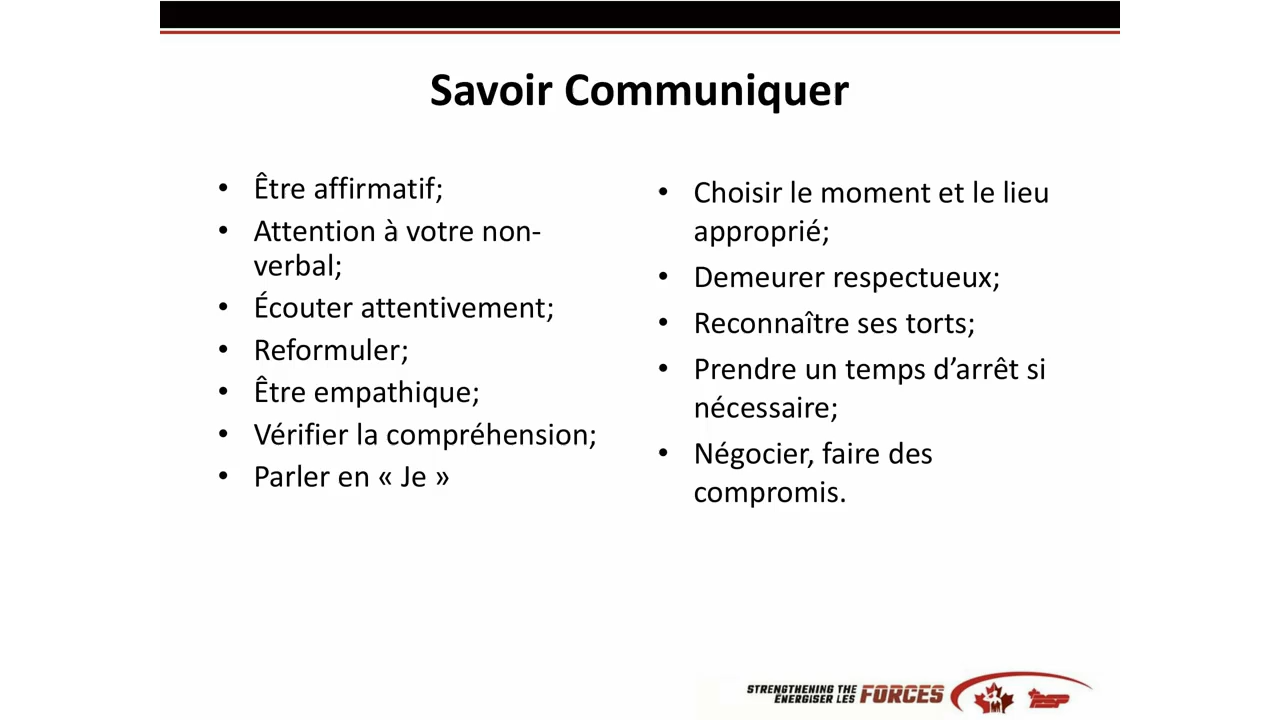 Savoir Communiquer
• Être affirmatif;
• Attention à votre non-
verbal;
• Écouter attentivement;
• Reformuler;
• Être empathique;
• Vérifier la compréhension;
• Parler en « Je »
• Choisir le moment et le lieu
approprié;
• Demeurer respectueux;
• Reconnaître ses torts;
• Prendre un temps d’arrêt si
nécessaire;
• Négocier, faire des
compromis.
STRENGTHENING THE
ENERGISER LES FORCES
PSP